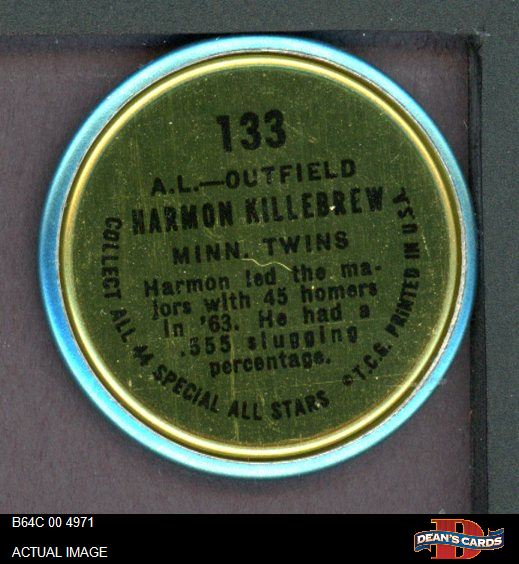 133
A.L.—OUTFIELD
HARMON KILLEBREW
MINN. TWINS
Harmon led the ma-
jors with 45 homers
in '63. He had a
.555 slugging
percentage.
COLLECT ALL 44 SPECIAL ALL STARS ©T.C.G. PRINTED IN U.S.A.
B64C 00 4971
ACTUAL IMAGE
D
DEAN'S CARDS